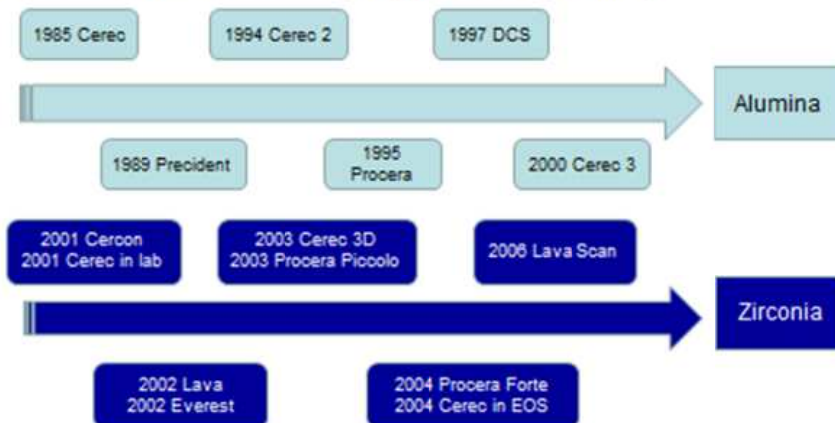 1985 Cerec
1994 Cerec 2
1997 DCS
Alumina
1989 Precident
1995
Procera
2000 Cerec 3
2001 Cercon
2001 Cerec in lab
2003 Cerec 3D
2003 Procera Piccolo
2006 Lava Scan
Zirconia
2002 Lava
2002 Everest
2004 Procera Forte
2004 Cerec in EOS